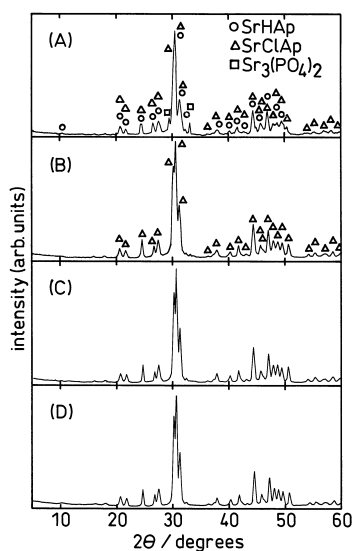 (A)
○ SrHAp
△ SrClAp
□ Sr₃(PO₄)₂
(B)
(C)
(D)
intensity (arb. units)
10 20 30 40 50 60
2θ / degrees